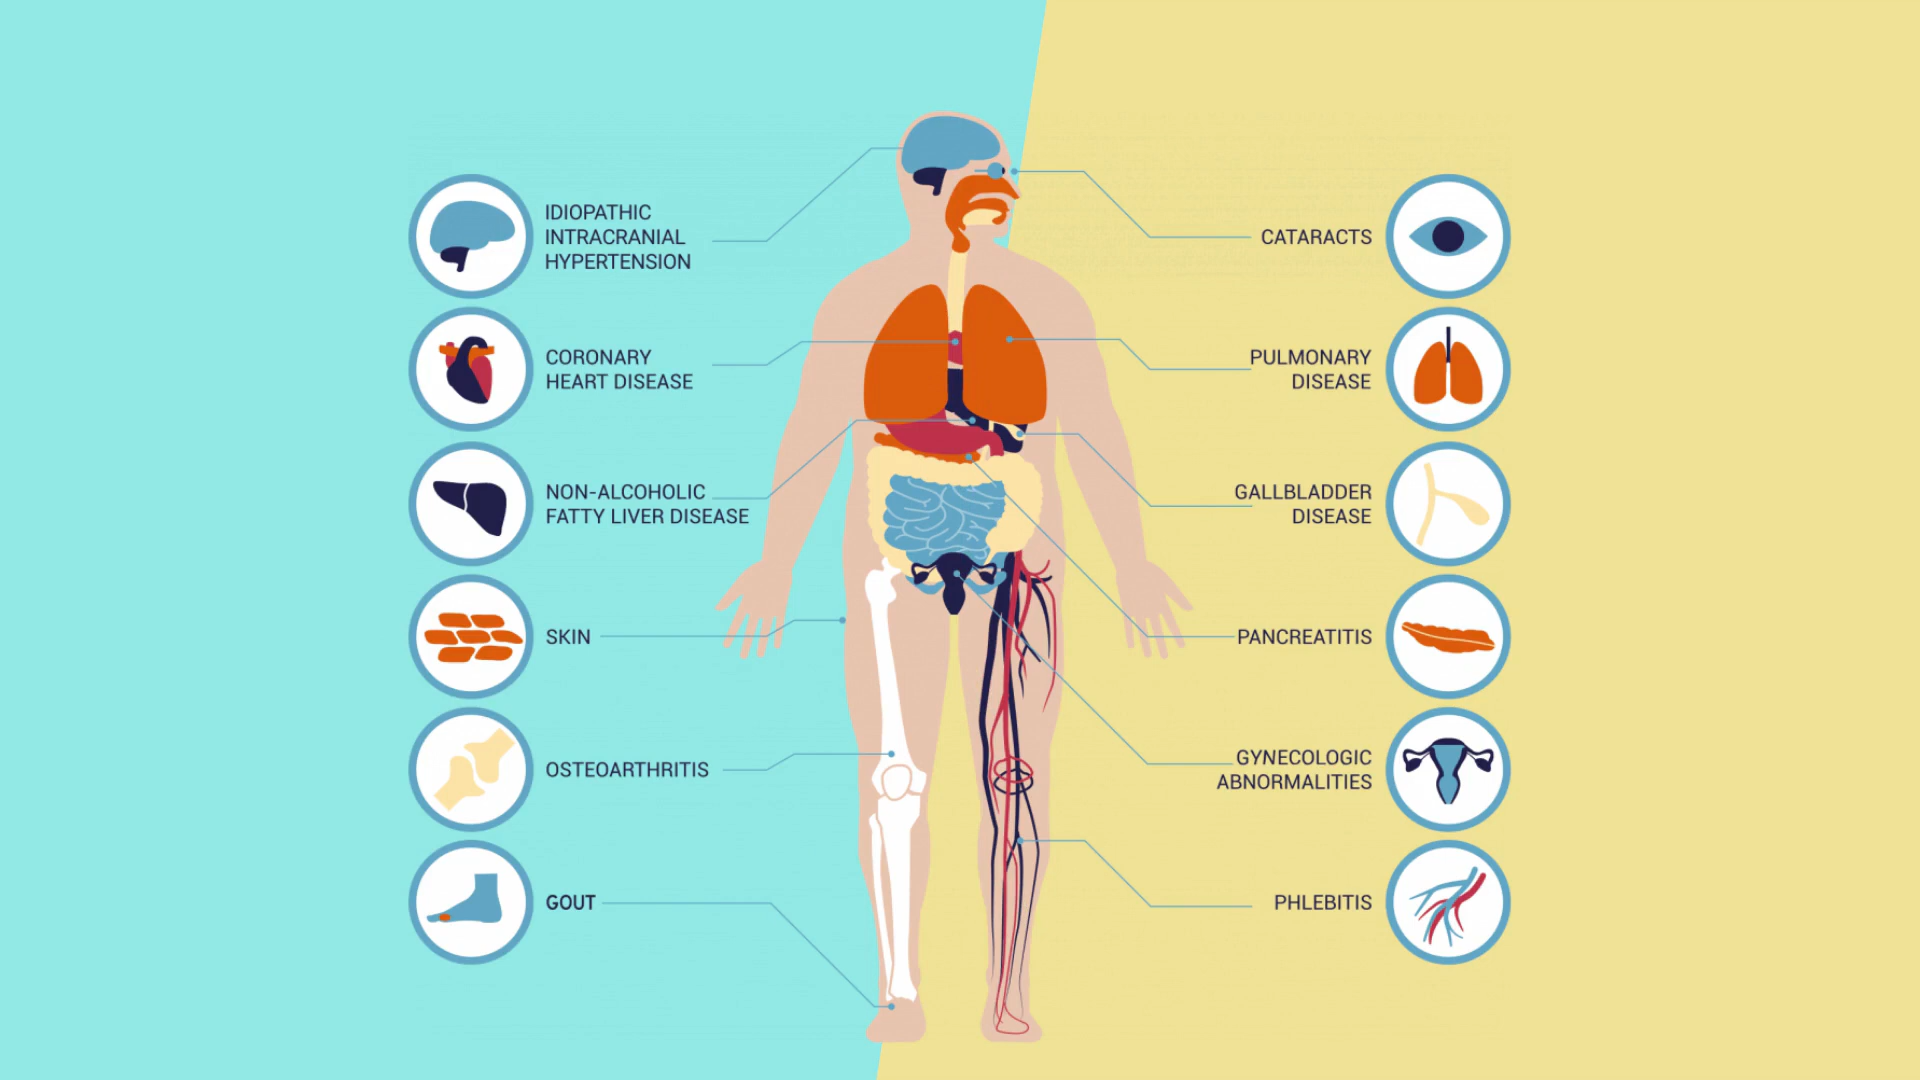 IDIOPATHIC
INTRACRANIAL
HYPERTENSION
CORONARY
HEART DISEASE
NON-ALCOHOLIC
FATTY LIVER DISEASE
SKIN
OSTEOARTHRITIS
GOUT
CATARACTS
PULMONARY
DISEASE
GALLBLADDER
DISEASE
PANCREATITIS
GYNECOLOGIC
ABNORMALITIES
PHLEBITIS